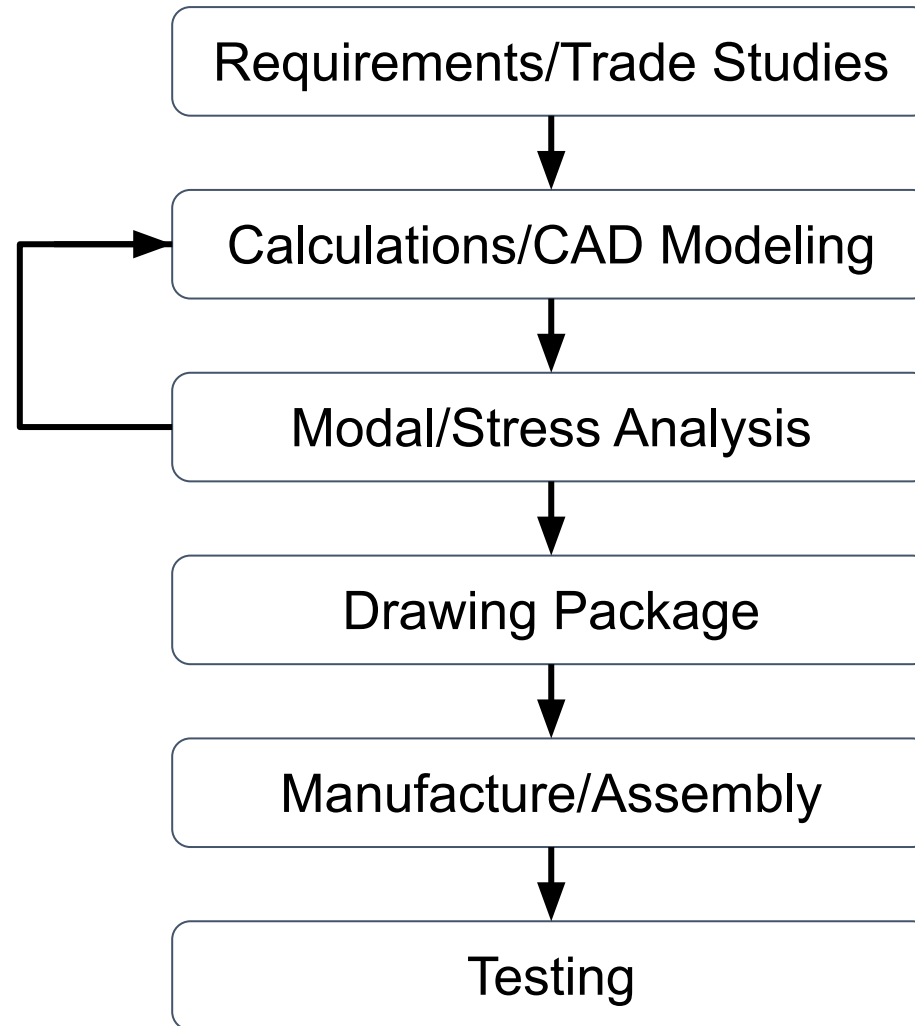 Requirements/Trade Studies
Calculations/CAD Modeling
Modal/Stress Analysis
Drawing Package
Manufacture/Assembly
Testing